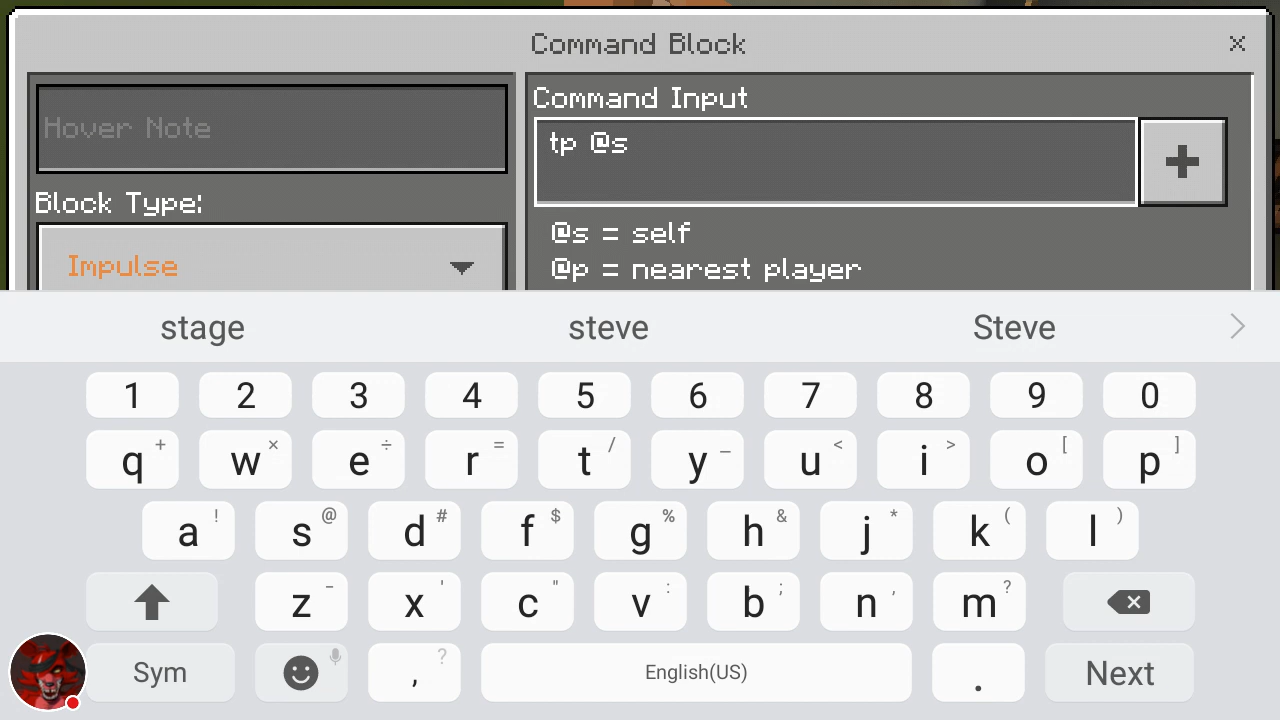 Command Block
Hover Note
Block Type:
Impulse
Command Input
tp @s
@s = self
@p = nearest player
stage steve Steve
1 2 3 4 5 6 7 8 9 0
q + w × e ÷ r = t / y _ u < i > o [ p ]
a ! s @ d # f $ g % h & j * k ( l )
z - x ' c " v : b ; n , m ?
Sym , ? English(US) . Next